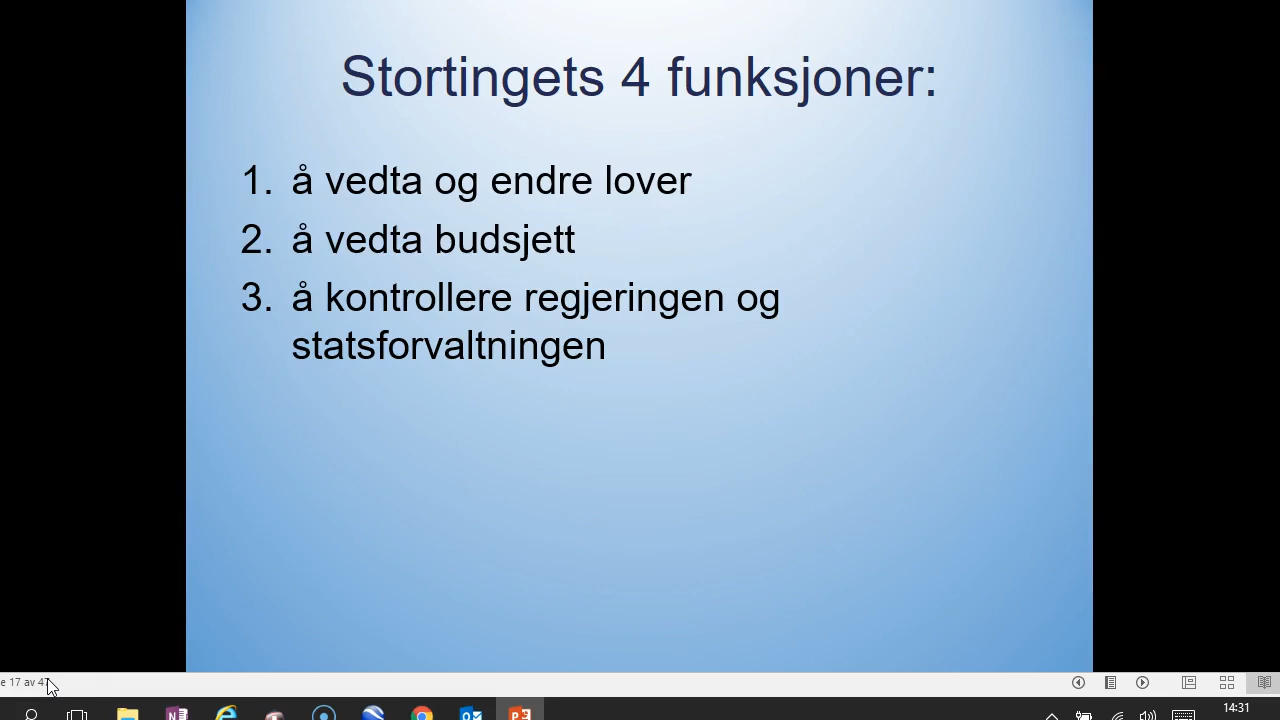 Stortingets 4 funksjoner:
1. å vedta og endre lover
2. å vedta budsjett
3. å kontrollere regjeringen og
statsforvaltningen
e 17 av 47
14:31